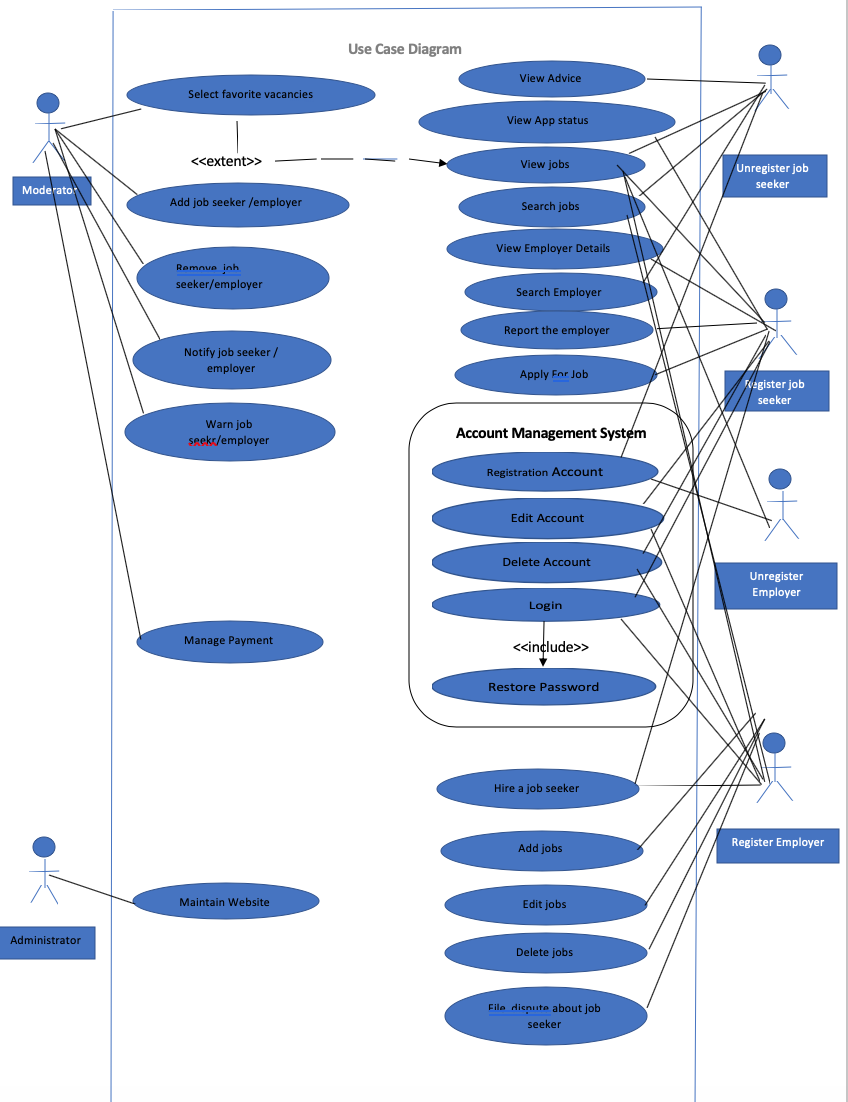 Use Case Diagram
Select favorite vacancies
<<extent>>
Add job seeker /employer
Remove job
seeker/employer
Notify job seeker /
employer
Warn job
seekr/employer
Manage Payment
Maintain Website
Moderator
Administrator
View Advice
View App status
View jobs
Search jobs
View Employer Details
Search Employer
Report the employer
Apply For Job
Account Management System
Registration Account
Edit Account
Delete Account
Login
<<include>>
Restore Password
Hire a job seeker
Add jobs
Edit jobs
Delete jobs
File dispute about job
seeker
Unregister job
seeker
Register job
seeker
Unregister
Employer
Register Employer